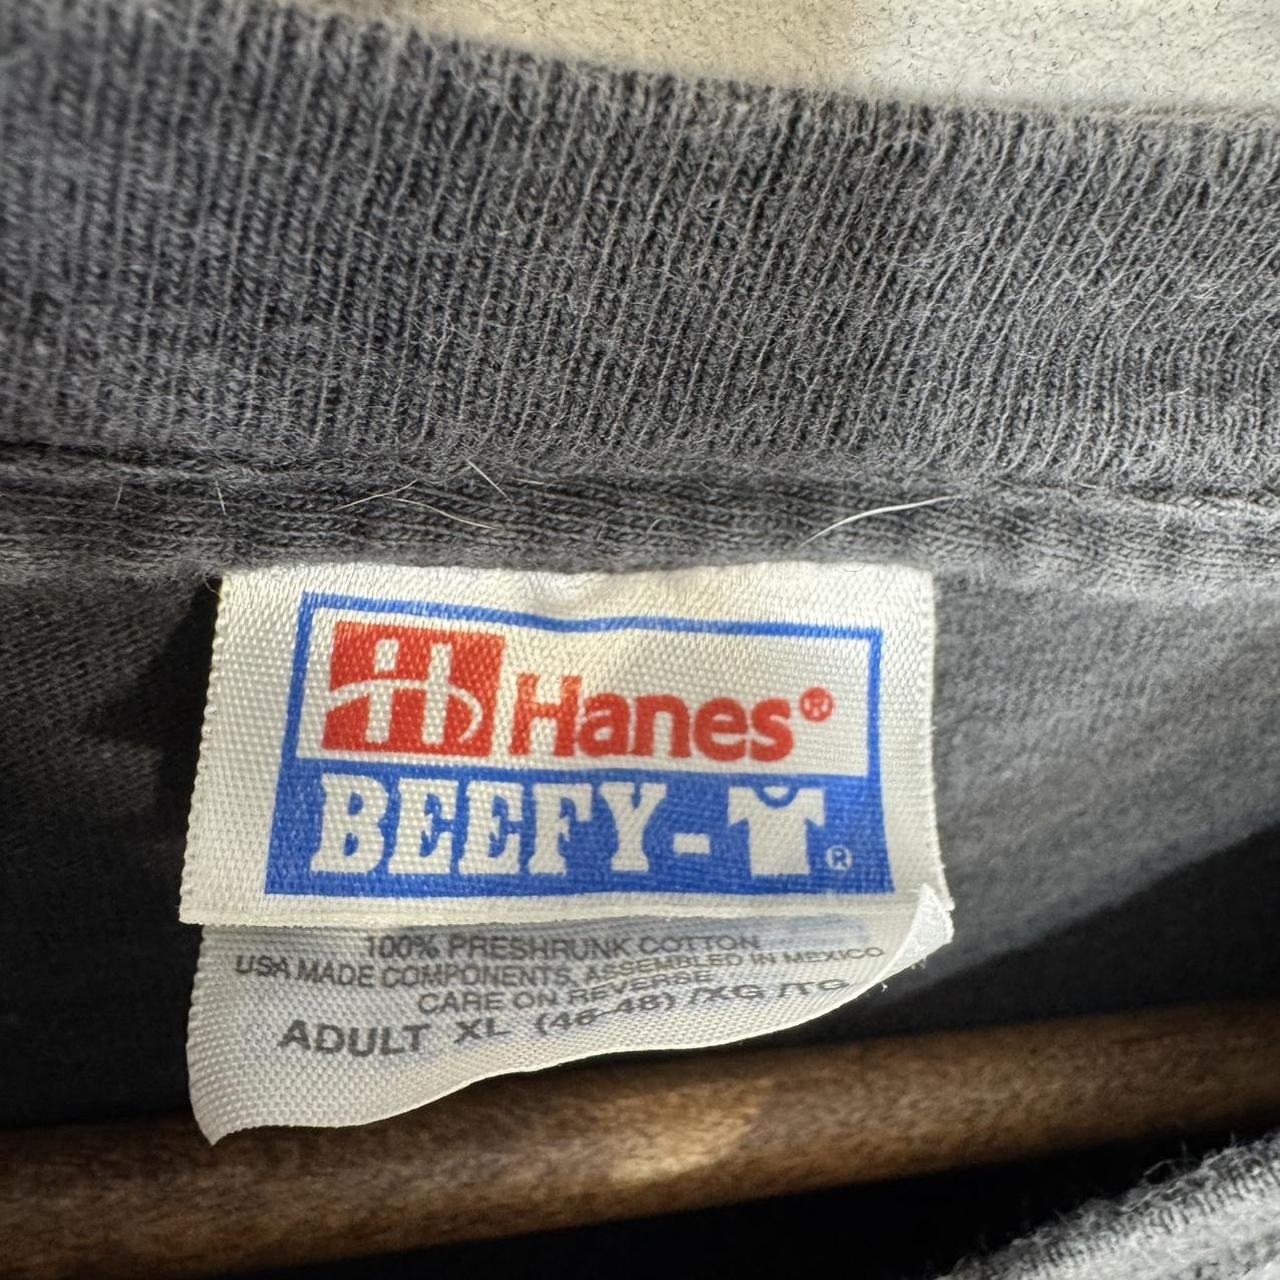 Hanes®
BEEFY-T®
100% PRESHRUNK COTTON
USA MADE COMPONENTS, ASSEMBLED IN MEXICO
CARE ON REVERSE
ADULT XL (46-48) /XG /TG